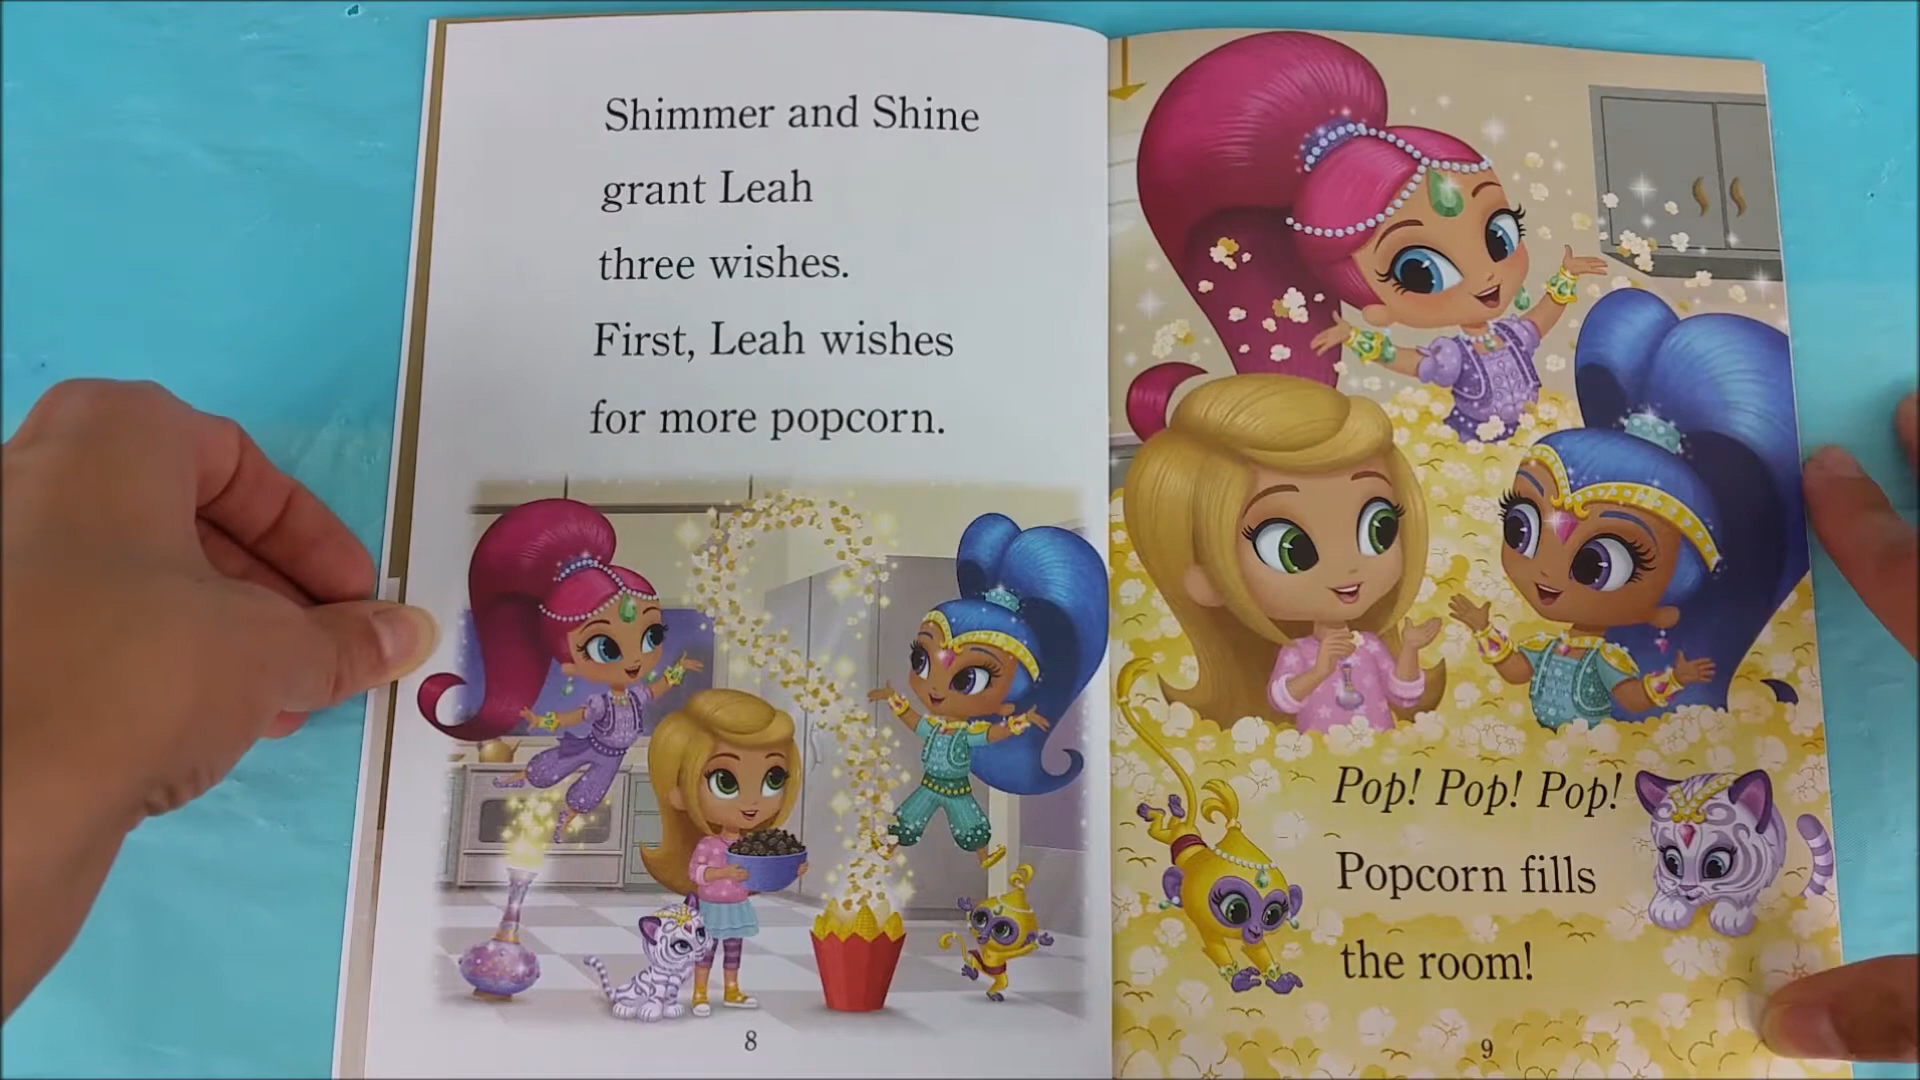 Shimmer and Shine
grant Leah
three wishes.
First, Leah wishes
for more popcorn.
8
Pop! Pop! Pop!
Popcorn fills
the room!
9